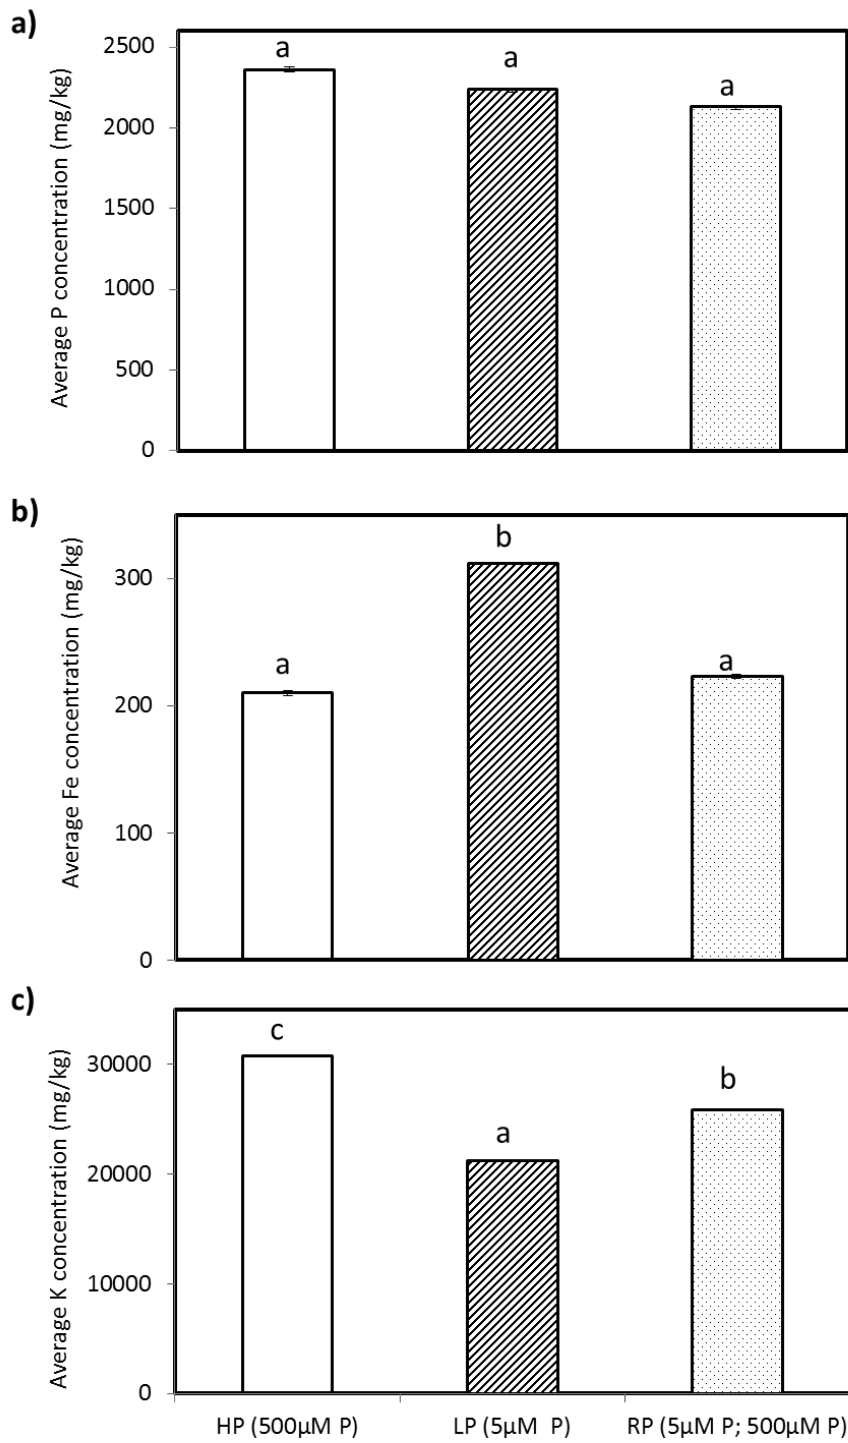 a)
Average P concentration (mg/kg)
2500
2000
1500
1000
500
0
a
a
a
b)
Average Fe concentration (mg/kg)
300
200
100
0
a
b
a
c)
Average K concentration (mg/kg)
30000
20000
10000
0
c
a
b
HP (500µM P) LP (5µM P) RP (5µM P; 500µM P)